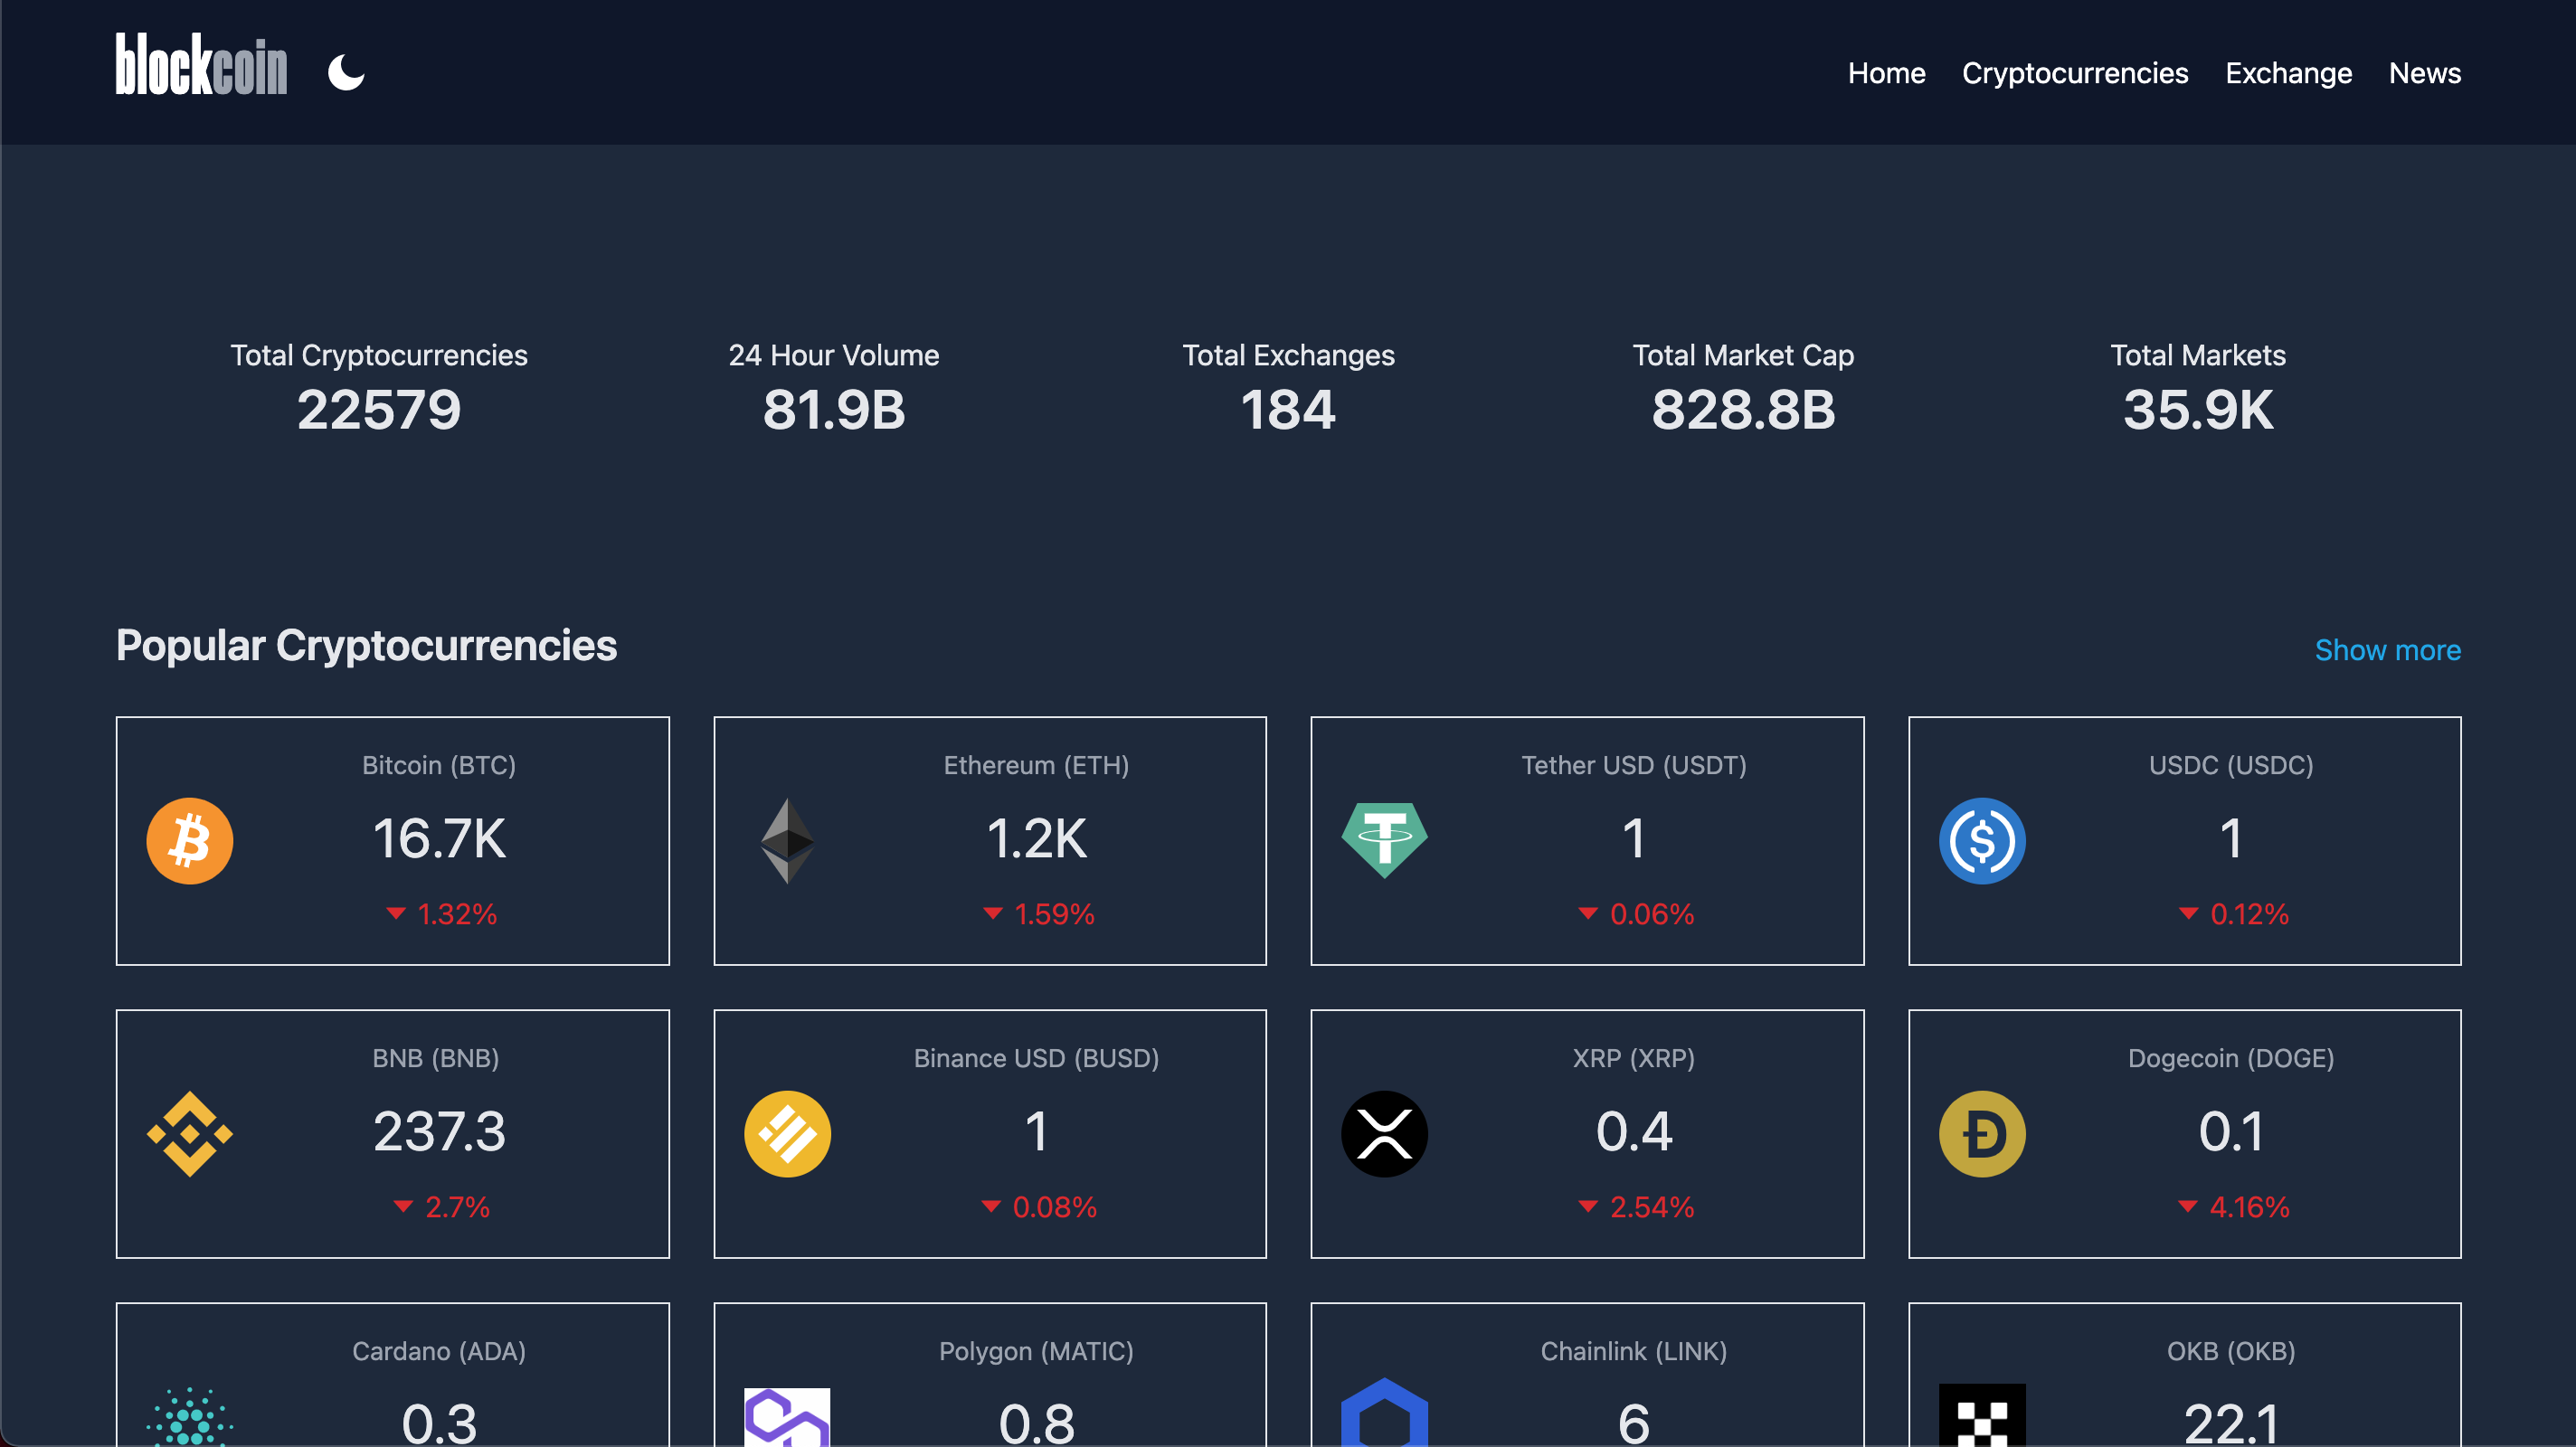 blockcoin
Home Cryptocurrencies Exchange News
Total Cryptocurrencies 24 Hour Volume Total Exchanges Total Market Cap Total Markets
22579 81.9B 184 828.8B 35.9K
Popular Cryptocurrencies Show more
Bitcoin (BTC) Ethereum (ETH) Tether USD (USDT) USDC (USDC)
16.7K 1.2K 1 1
1.32% 1.59% 0.06% 0.12%
BNB (BNB) Binance USD (BUSD) XRP (XRP) Dogecoin (DOGE)
237.3 1 0.4 0.1
2.7% 0.08% 2.54% 4.16%
Cardano (ADA) Polygon (MATIC) Chainlink (LINK) OKB (OKB)
0.3 0.8 6 22.1